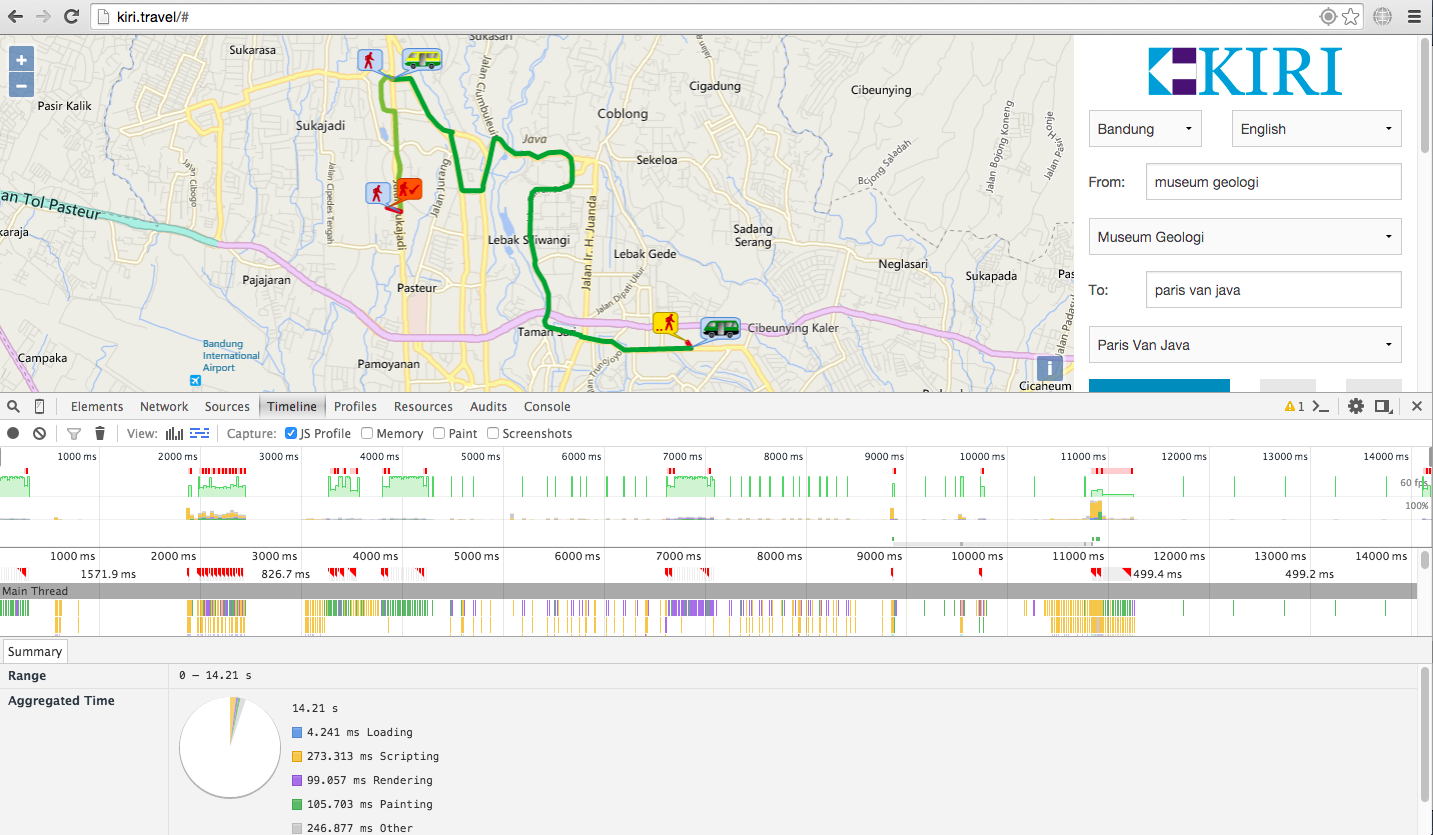 kiri.travel/#
Sukarasa
Sukasari
Pasir Kalik
Cigadung
Cibeunying
Sukajadi
Coblong
Jalan Ciumbuleuit
Java
Sekeloa
Bojong Saladah
Jalan Bojong Koneng
Jalan Cibogo
Jalan Cipedes Tengah
Jalan Jurang
an Tol Pasteur
karaja
Lebak Siliwangi
Jalan Ir. H. Juanda
Sadang
Serang
Lebak Gede
Neglasari
Sukapada
Pajajaran
Pasteur
Jalan Dipati Ukur
Jalan Padasuka
Taman Sari
Cibeunying Kaler
Campaka
Bandung
International
Airport
Pamoyanan
Cicaheum
KIRI
Bandung
English
From:
museum geologi
Museum Geologi
To:
paris van java
Paris Van Java
Elements Network Sources Timeline Profiles Resources Audits Console
1
View: Capture: JS Profile Memory Paint Screenshots
1000 ms 2000 ms 3000 ms 4000 ms 5000 ms 6000 ms 7000 ms 8000 ms 9000 ms 10000 ms 11000 ms 12000 ms 13000 ms 14000 ms
60 fps
100%
1000 ms 2000 ms 3000 ms 4000 ms 5000 ms 6000 ms 7000 ms 8000 ms 9000 ms 10000 ms 11000 ms 12000 ms 13000 ms 14000 ms
1571.9 ms 826.7 ms 499.4 ms 499.2 ms
Main Thread
Summary
Range 0 – 14.21 s
Aggregated Time
14.21 s
4.241 ms Loading
273.313 ms Scripting
99.057 ms Rendering
105.703 ms Painting
246.877 ms Other